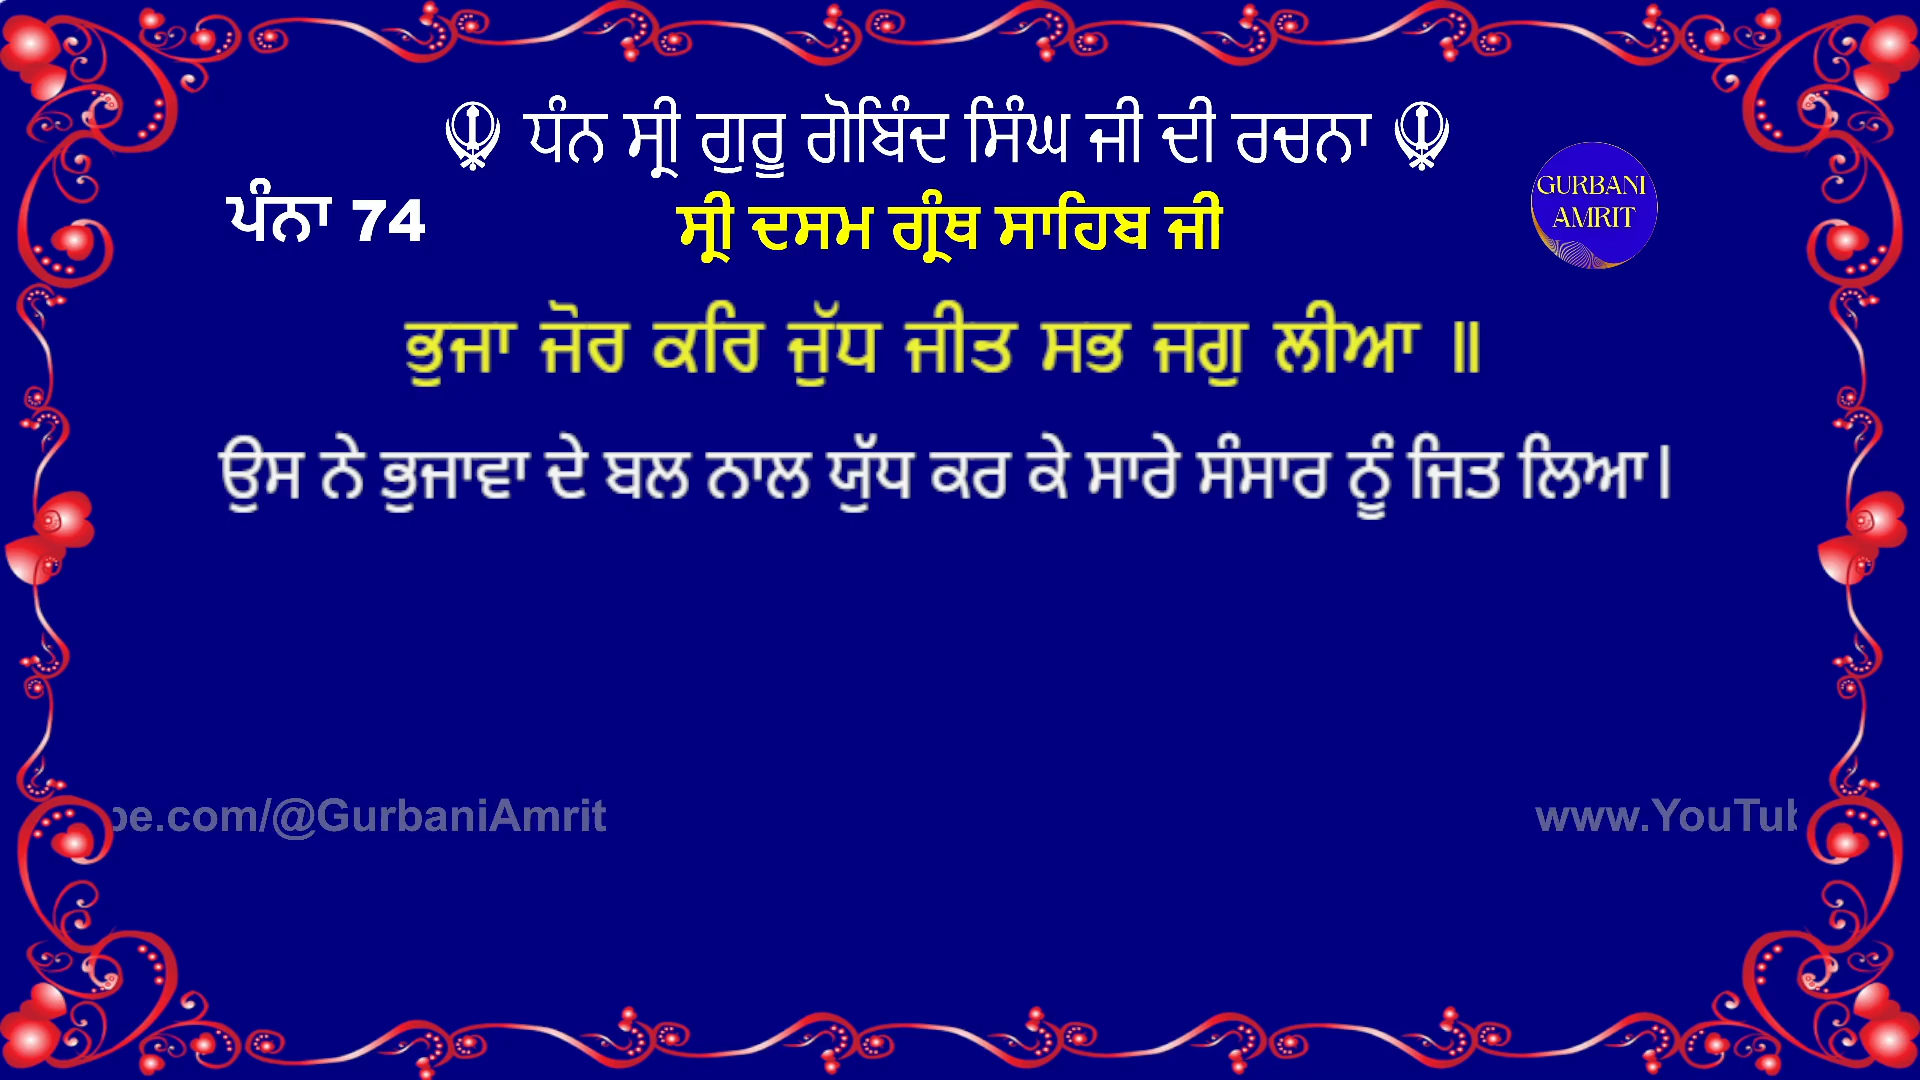 ☬ ਧੰਨ ਸ੍ਰੀ ਗੁਰੂ ਗੋਬਿੰਦ ਸਿੰਘ ਜੀ ਦੀ ਰਚਨਾ ☬
ਪੰਨਾ 74
ਸ੍ਰੀ ਦਸਮ ਗ੍ਰੰਥ ਸਾਹਿਬ ਜੀ
GURBANI
AMRIT
ਭੁਜਾ ਜੋਰ ਕਰਿ ਜੁੱਧ ਜੀਤ ਸਭ ਜਗੁ ਲੀਆ ॥
ਉਸ ਨੇ ਭੁਜਾਵਾ ਦੇ ਬਲ ਨਾਲ ਯੁੱਧ ਕਰ ਕੇ ਸਾਰੇ ਸੰਸਾਰ ਨੂੰ ਜਿਤ ਲਿਆ।
be.com/@GurbaniAmrit
www.YouTub